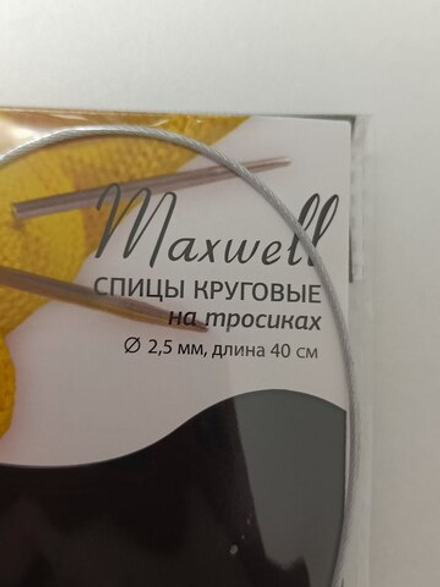 Maxwell
СПИЦЫ КРУГОВЫЕ
на тросиках
Ø 2,5 мм, длина 40 см